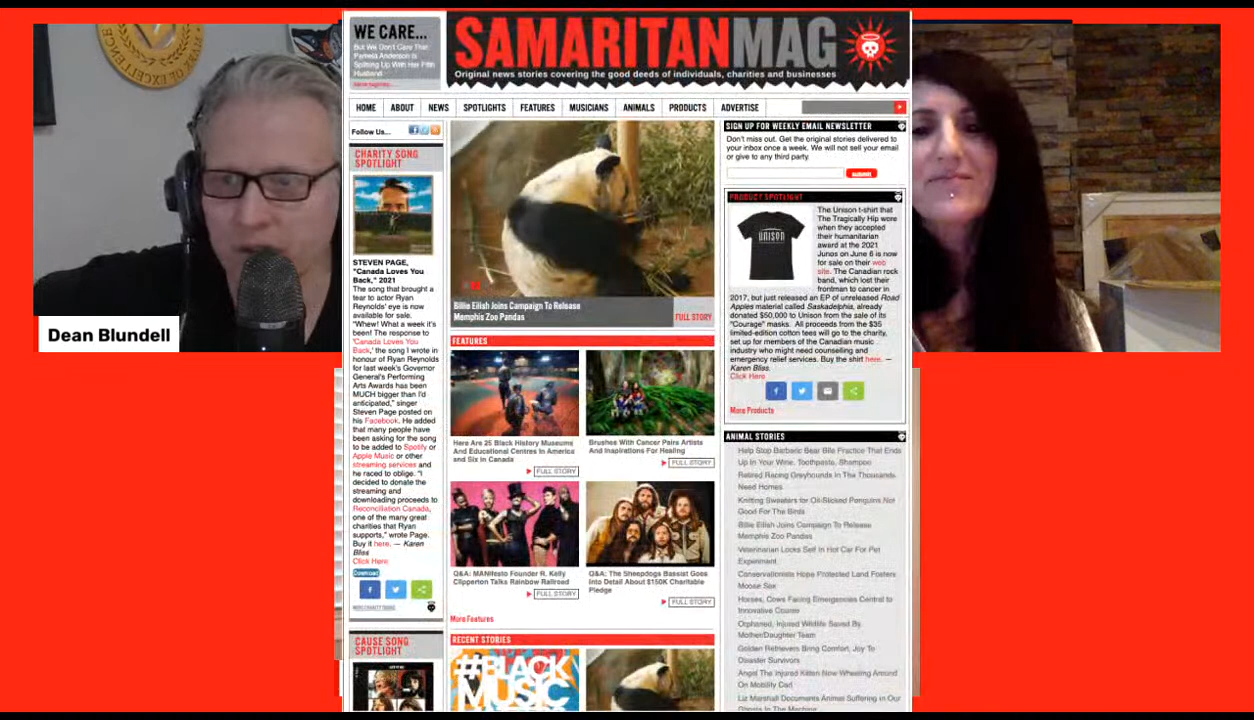 WE CARE...
But We Don't Care That
Pamela Anderson Is
Splitting Up With Her Fifth
Husband
SAMARITANMAG
Original news stories covering the good deeds of individuals, charities and businesses
HOME ABOUT NEWS SPOTLIGHTS FEATURES MUSICIANS ANIMALS PRODUCTS ADVERTISE
Follow Us...
CHARITY SONG
SPOTLIGHT
STEVEN PAGE,
"Canada Loves You
Back," 2021
The song that brought a
tear to actor Ryan
Reynolds' eye is now
available for sale.
"Whew! What a week it's
been! The response to
'Canada Loves You
Back,' the song I wrote in
honour of Ryan Reynolds
for last week's Governor
General's Performing
Arts Awards has been
MUCH bigger than I'd
anticipated," singer
Steven Page posted on
his Facebook. He added
that many people have
been asking for the song
to be added to Spotify or
Apple Music or other
streaming services and
he raced to oblige. "I
decided to donate the
streaming and
downloading proceeds to
Reconciliation Canada,
one of the many great
charities that Ryan
supports," wrote Page.
Buy it here. — Karen
Bliss
Click Here
Download
MORE CHARITY SONGS
CAUSE SONG
SPOTLIGHT
Billie Eilish Joins Campaign To Release
Memphis Zoo Pandas
FULL STORY
FEATURES
Here Are 25 Black History Museums
And Educational Centres In America
and Six in Canada
FULL STORY
Brushes With Cancer Pairs Artists
And Inspirations For Healing
FULL STORY
Q&A: MANifesto Founder R. Kelly
Clipperton Talks Rainbow Railroad
FULL STORY
Q&A: The Sheepdogs Bassist Goes
Into Detail About $150K Charitable
Pledge
FULL STORY
More Features
RECENT STORIES
#BLACK
MUSIC
SIGN UP FOR WEEKLY EMAIL NEWSLETTER
Don't miss out. Get the original stories delivered to
your inbox once a week. We will not sell your email
or give to any third party.
submit
PRODUCT SPOTLIGHT
UNISON
The Unison t-shirt that
The Tragically Hip wore
when they accepted
their humanitarian
award at the 2021
Junos on June 6 is now
for sale on their web
site. The Canadian rock
band, which lost their
frontman to cancer in
2017, but just released an EP of unreleased Road
Apples material called Saskadelphia, already
donated $50,000 to Unison from the sale of its
"Courage" masks. All proceeds from the $35
limited-edition cotton tees will go to the charity,
set up for members of the Canadian music
industry who might need counselling and
emergency relief services. Buy the shirt here. —
Karen Bliss.
Click Here
More Products
ANIMAL STORIES
Help Stop Barbaric Bear Bile Practice That Ends
Up In Your Wine, Toothpaste, Shampoo
Retired Racing Greyhounds In The Thousands
Need Homes
Knitting Sweaters for Oil-Slicked Penguins Not
Good For The Birds
Billie Eilish Joins Campaign To Release
Memphis Zoo Pandas
Veterinarian Locks Self In Hot Car For Pet
Experiment
Conservationists Hope Protected Land Fosters
Moose Sex
Horses, Cows Facing Emergencies Central to
Innovative Course
Orphaned, Injured Wildlife Saved By
Mother/Daughter Team
Golden Retrievers Bring Comfort, Joy To
Disaster Survivors
Angel The Injured Kitten Now Wheeling Around
On Mobility Cart
Liz Marshall Documents Animal Suffering in Our
Ghosts In The Machine
Dean Blundell
OF EXCELLENCE